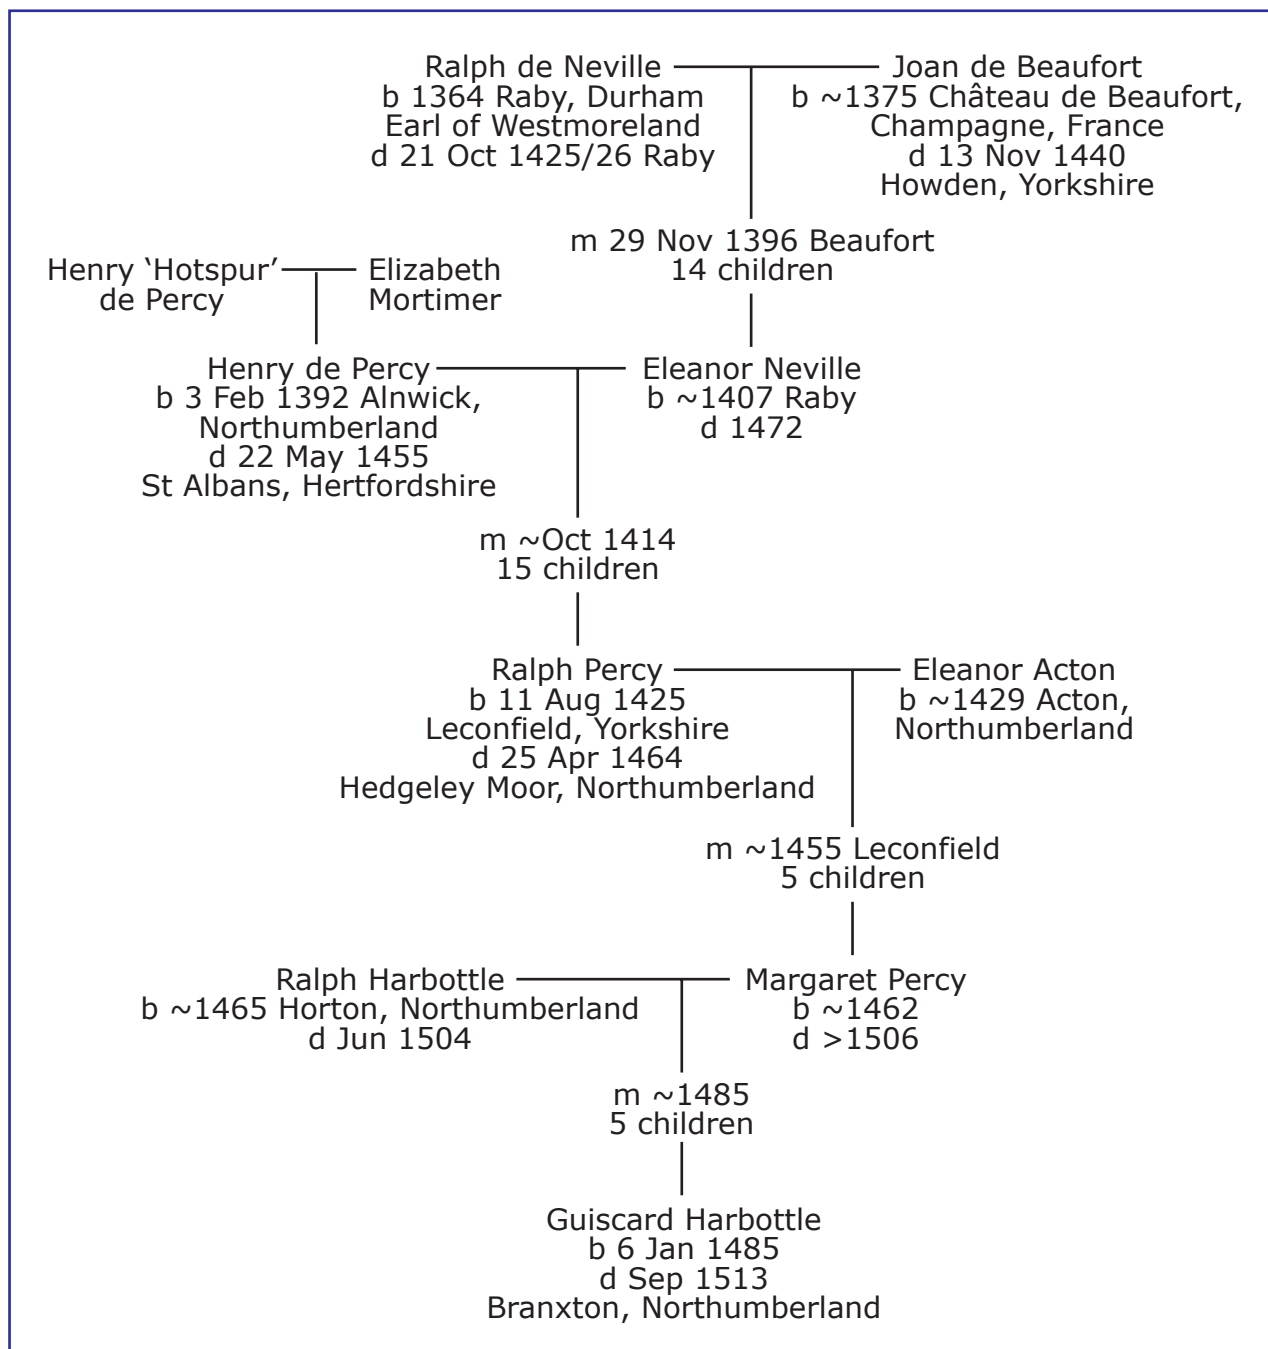 Ralph de Neville
b 1364 Raby, Durham
Earl of Westmoreland
d 21 Oct 1425/26 Raby
Joan de Beaufort
b ~1375 Château de Beaufort,
Champagne, France
d 13 Nov 1440
Howden, Yorkshire
m 29 Nov 1396 Beaufort
14 children
Henry ‘Hotspur’
de Percy
Elizabeth
Mortimer
Henry de Percy
b 3 Feb 1392 Alnwick,
Northumberland
d 22 May 1455
St Albans, Hertfordshire
Eleanor Neville
b ~1407 Raby
d 1472
m ~Oct 1414
15 children
Ralph Percy
b 11 Aug 1425
Leconfield, Yorkshire
d 25 Apr 1464
Hedgeley Moor, Northumberland
Eleanor Acton
b ~1429 Acton,
Northumberland
m ~1455 Leconfield
5 children
Ralph Harbottle
b ~1465 Horton, Northumberland
d Jun 1504
Margaret Percy
b ~1462
d >1506
m ~1485
5 children
Guiscard Harbottle
b 6 Jan 1485
d Sep 1513
Branxton, Northumberland